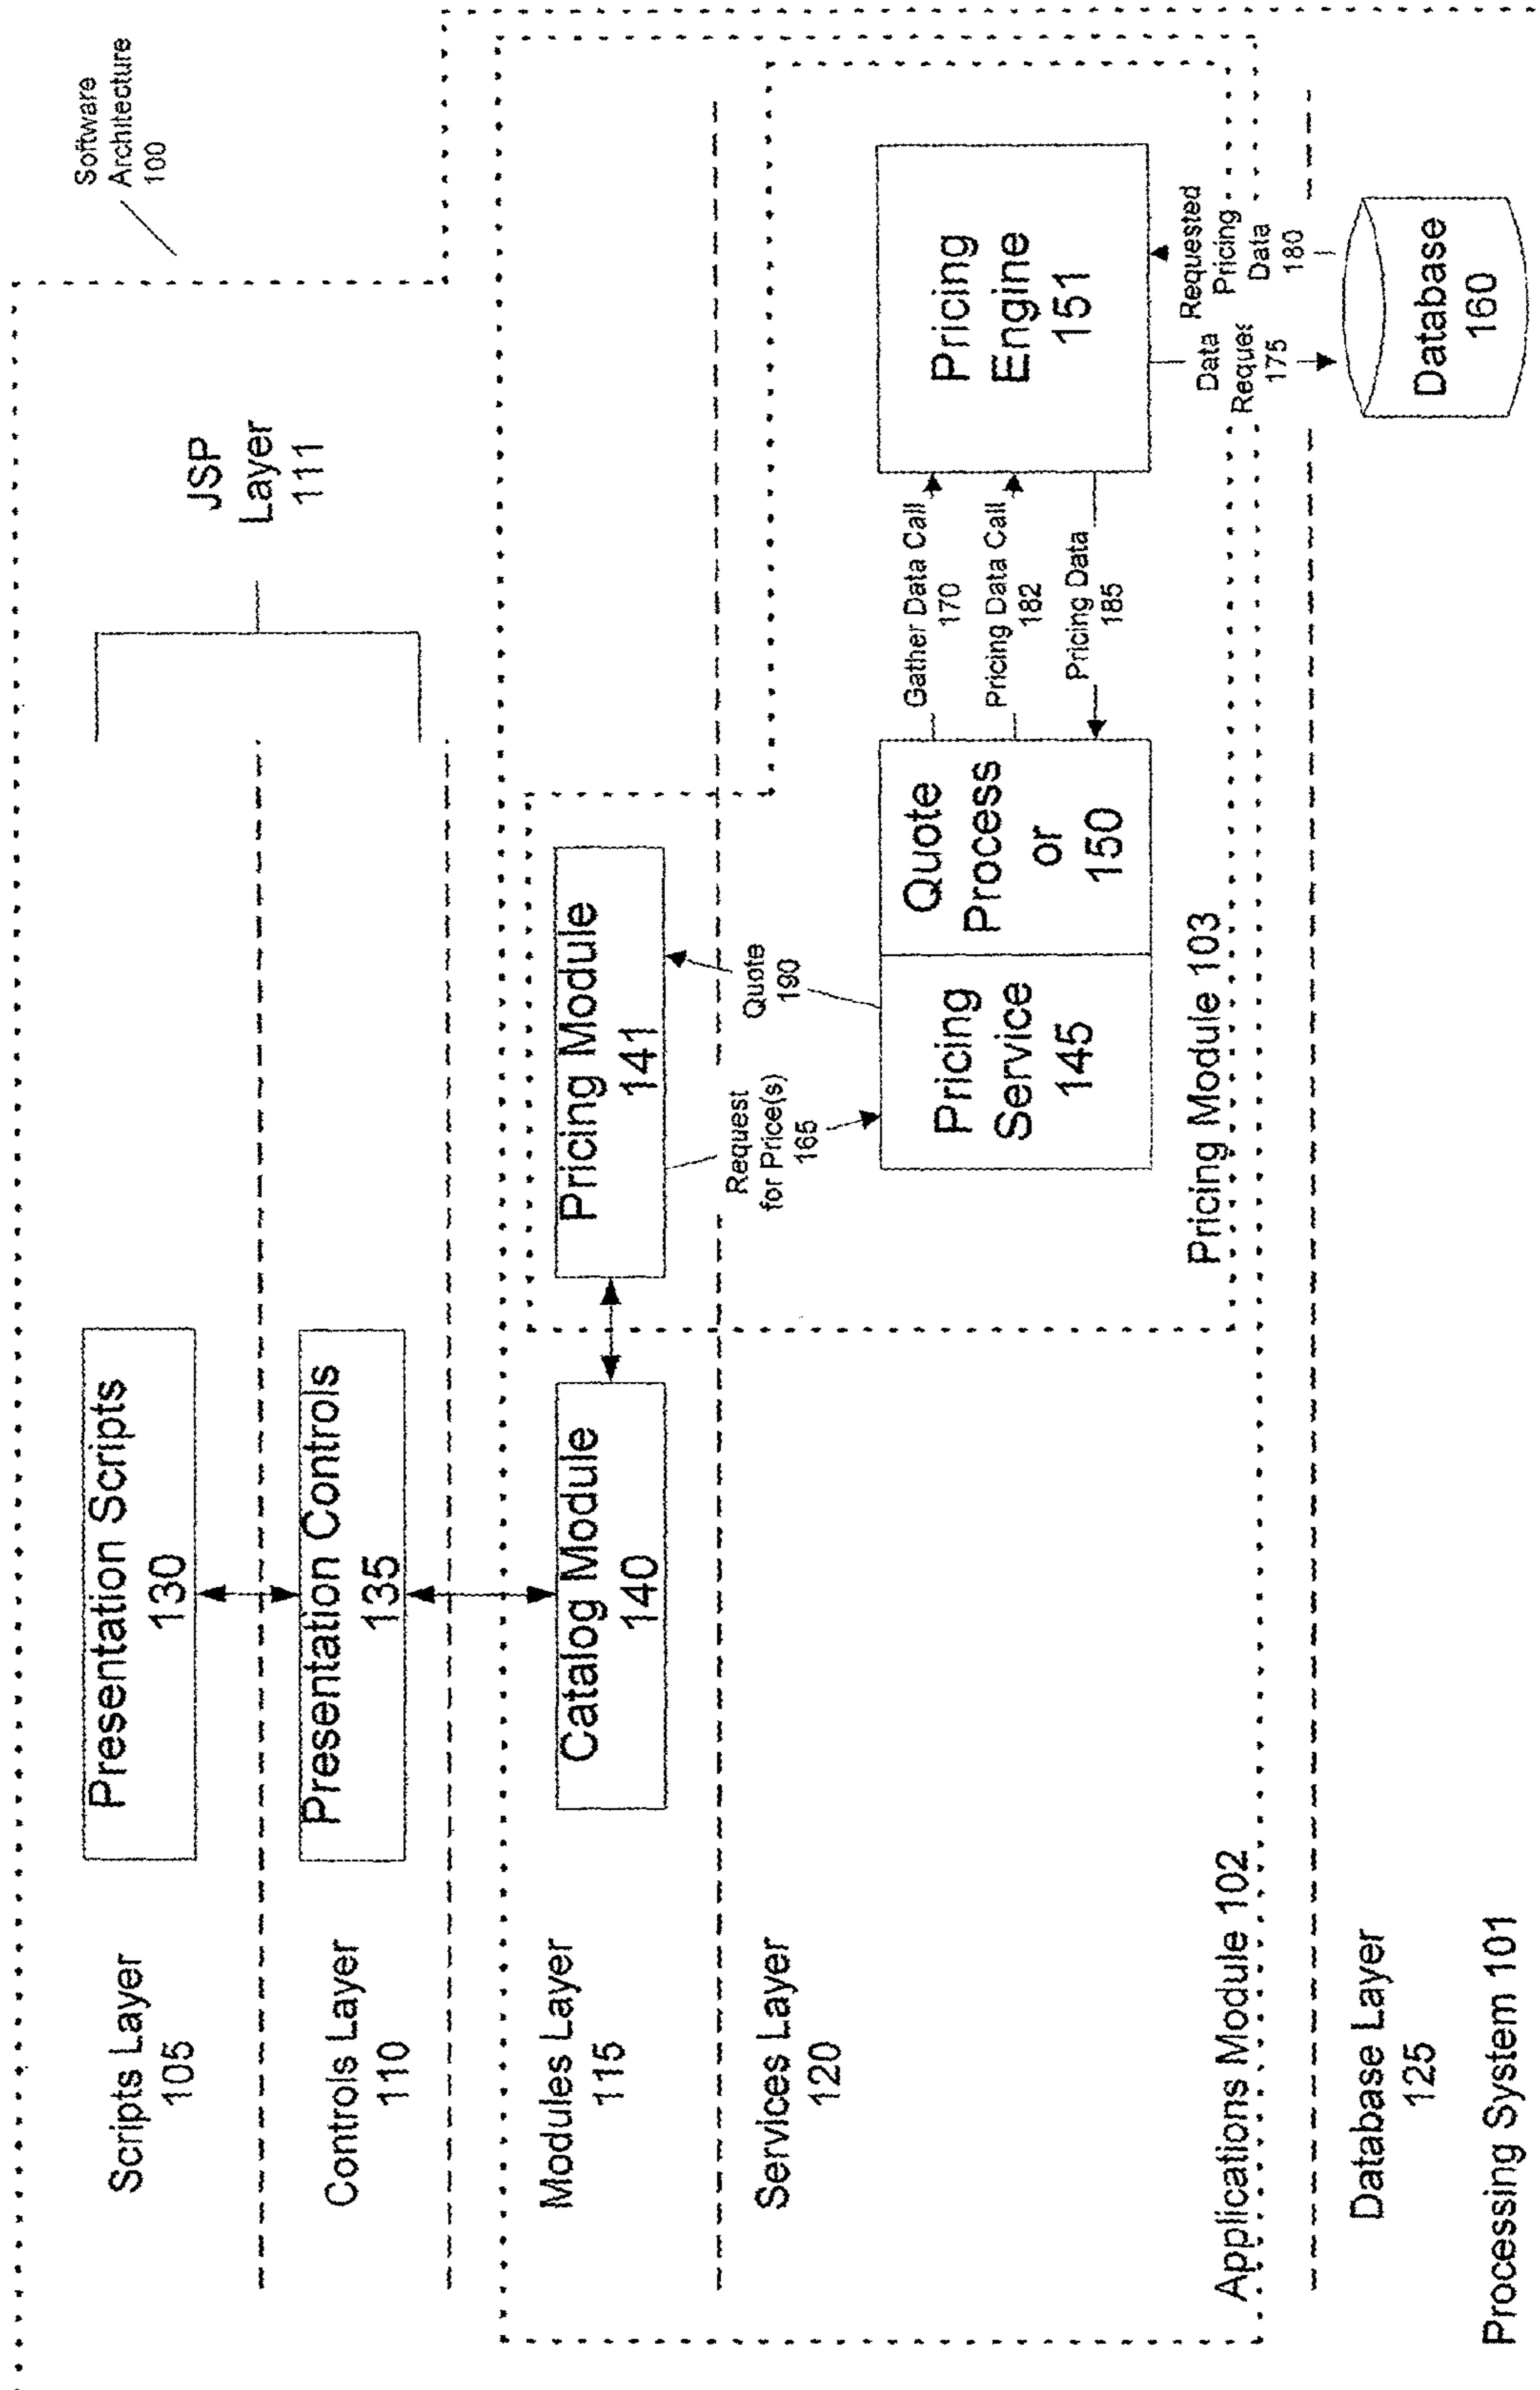 Software
Architecture
100
JSP
Layer
111
Scripts Layer
105
Presentation Scripts
130
Controls Layer
110
Presentation Controls
135
Modules Layer
115
Catalog Module
140
Pricing Module
141
Request
for Price(s)
165
Quote
190
Services Layer
120
Pricing
Service
145
Quote
Process
or
150
Gather Data Call
170
Pricing Data Call
182
Pricing Data
185
Pricing
Engine
151
Data
Reques
175
Requested
Pricing
Data
180
Pricing Module 103
Applications Module 102
Database Layer
125
Database
160
Processing System 101